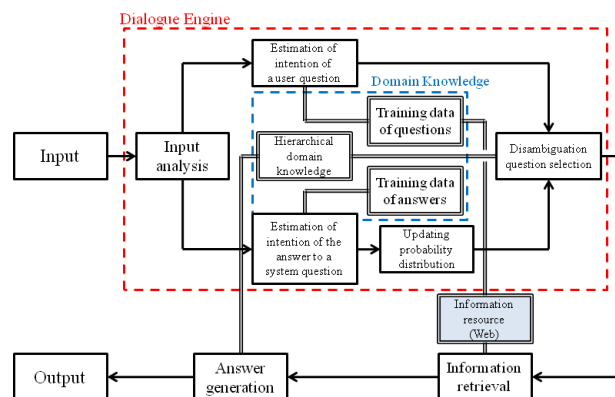 Dialogue Engine
Estimation of
intention of
a user question
Domain Knowledge
Training data
of questions
Input
Input
analysis
Hierarchical
domain
knowledge
Disambiguation
question selection
Training data
of answers
Estimation of
intention of the
answer to a
system question
Updating
probability
distribution
Information
resource
(Web)
Output
Answer
generation
Information
retrieval